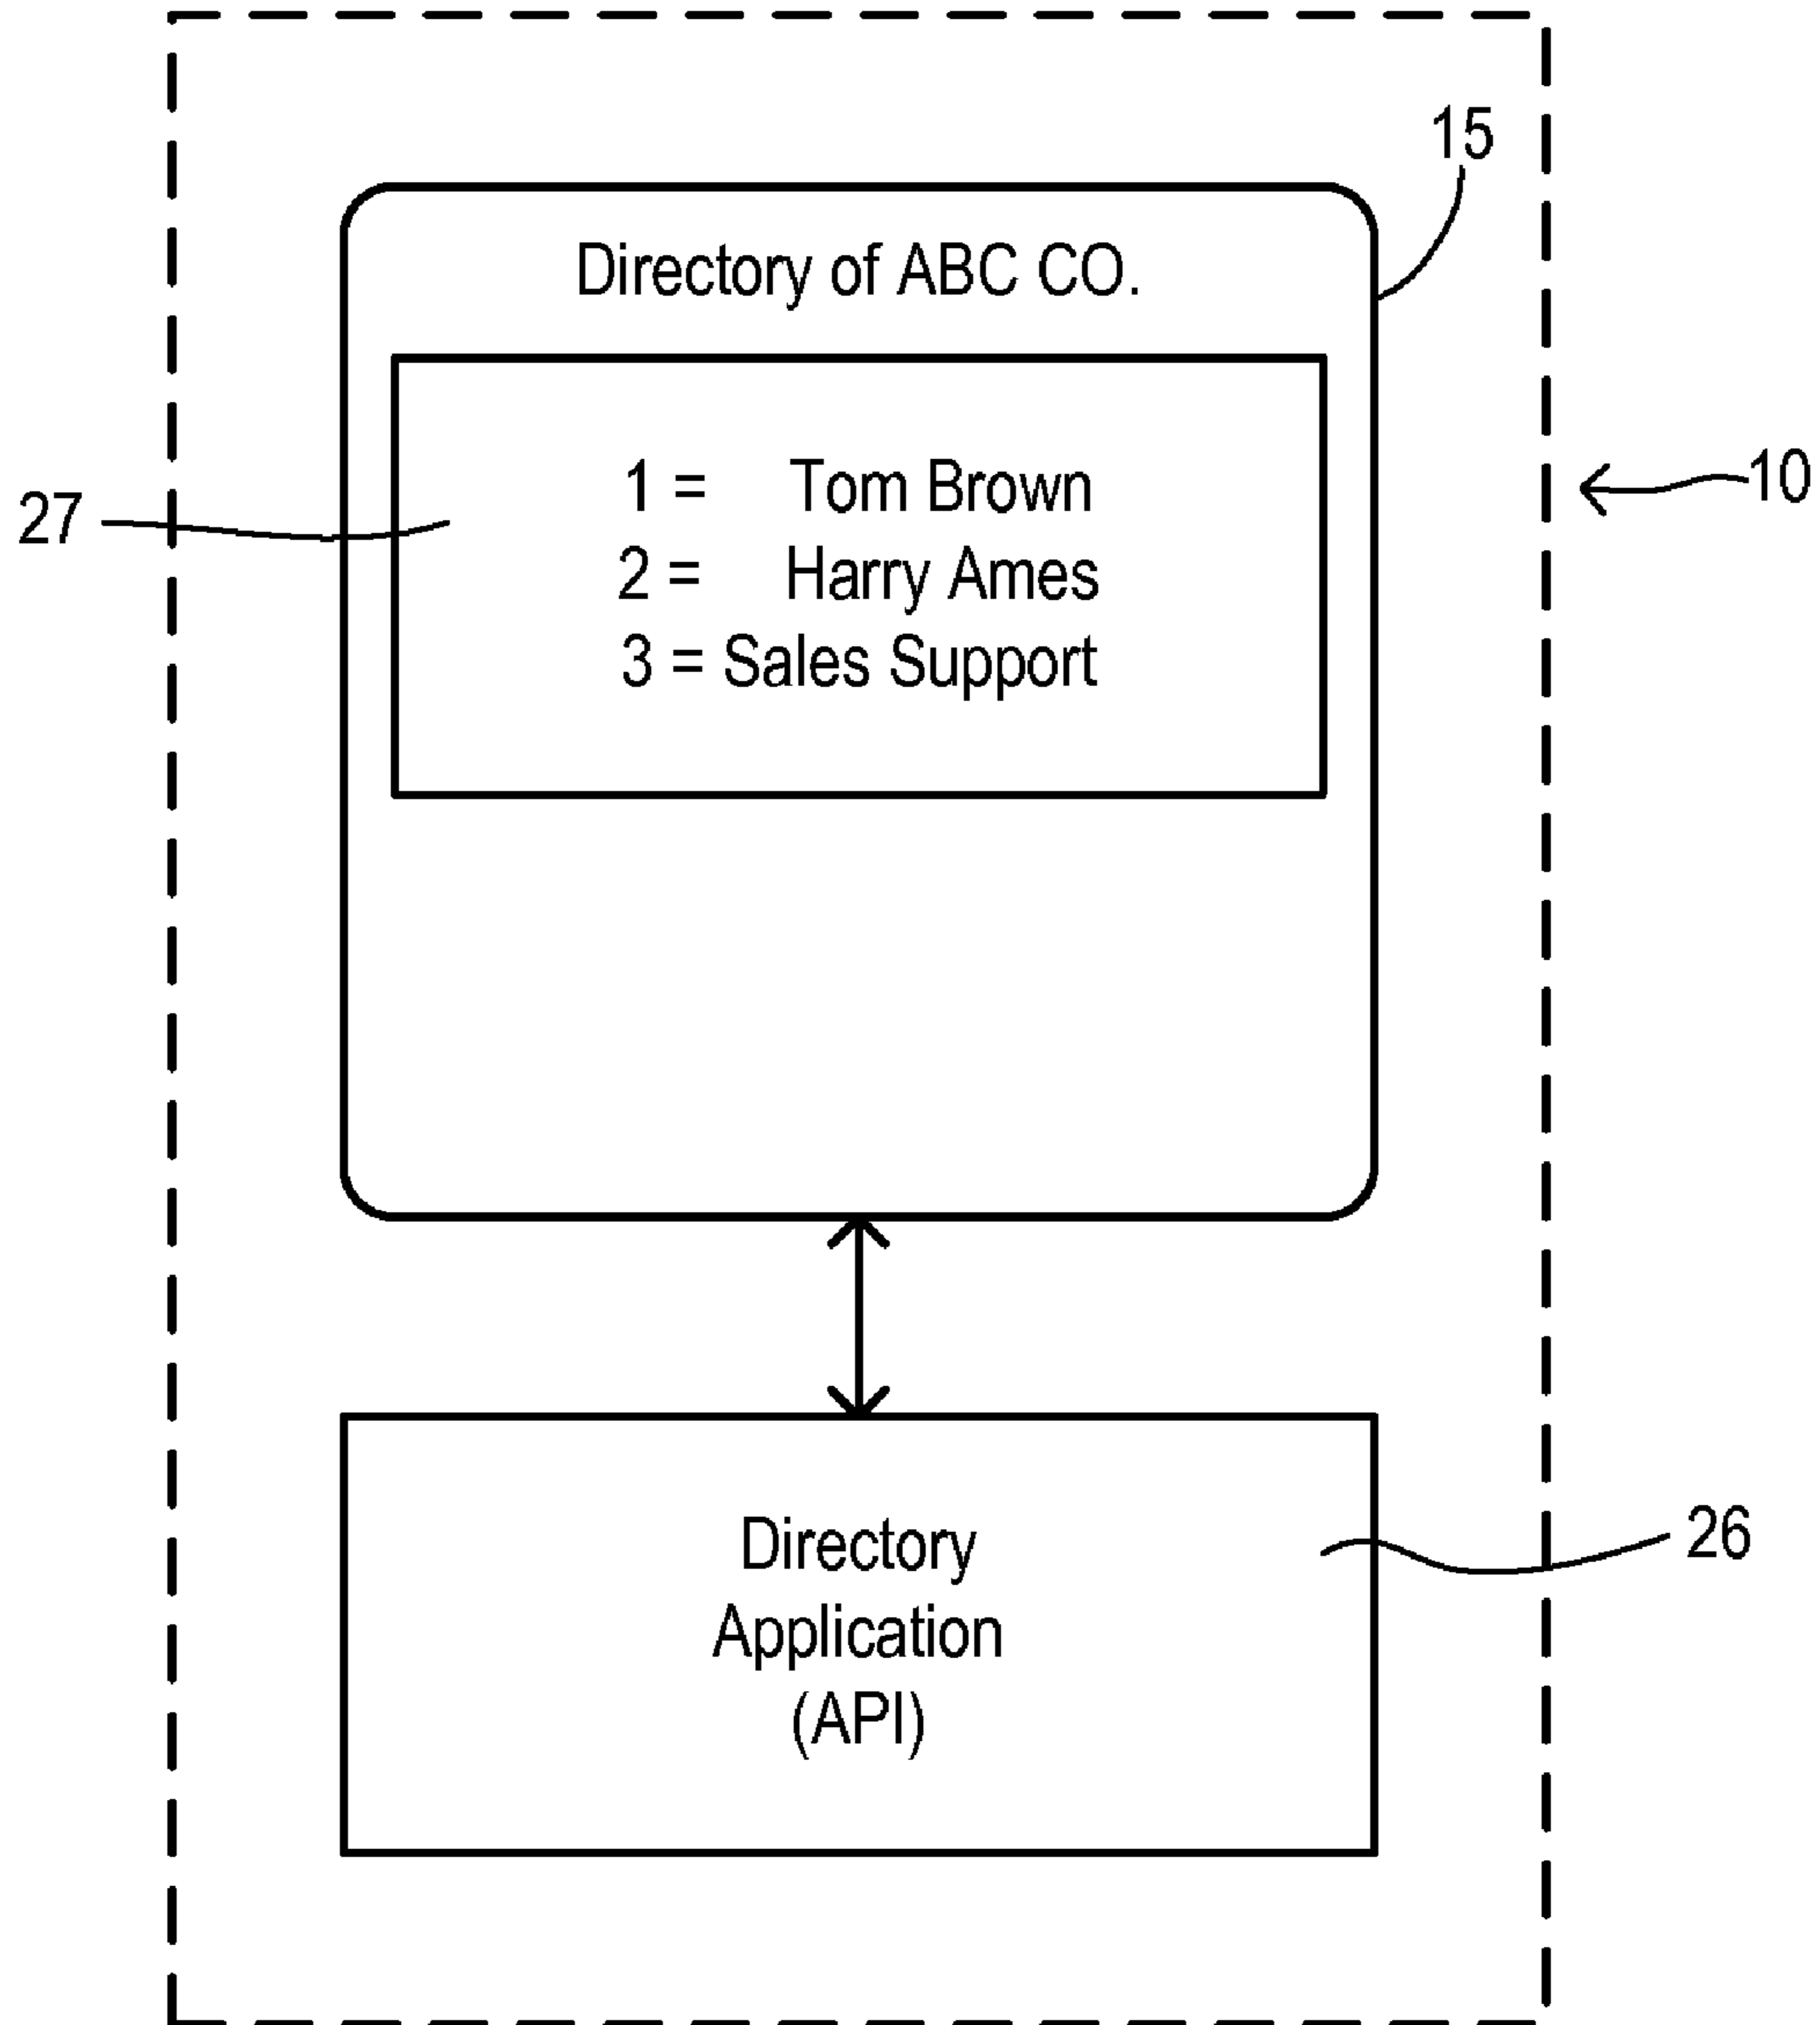 15
Directory of ABC CO.
10
27
1 = Tom Brown
2 = Harry Ames
3 = Sales Support
26
Directory
Application
(API)